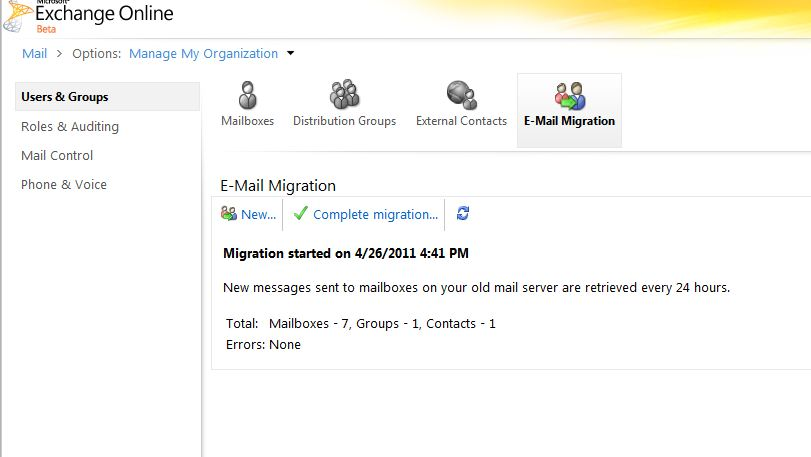 Microsoft®
Exchange Online
Beta
Mail > Options: Manage My Organization
Users & Groups
Roles & Auditing
Mail Control
Phone & Voice
Mailboxes
Distribution Groups
External Contacts
E-Mail Migration
E-Mail Migration
New...
Complete migration...
Migration started on 4/26/2011 4:41 PM
New messages sent to mailboxes on your old mail server are retrieved every 24 hours.
Total: Mailboxes - 7, Groups - 1, Contacts - 1
Errors: None